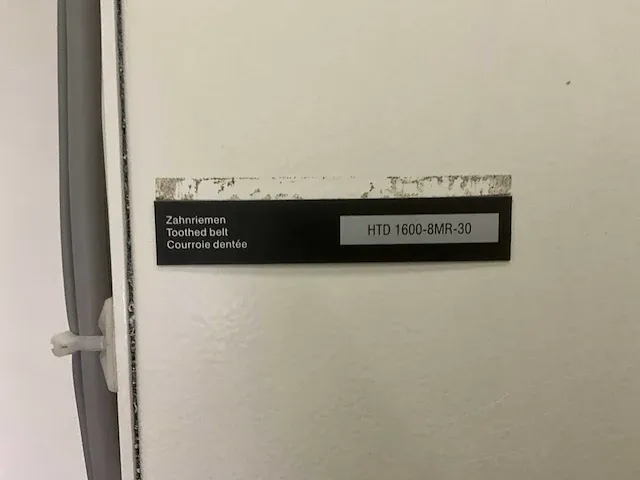 Zahnriemen
Toothed belt
Courroie dentée
HTD 1600-8MR-30